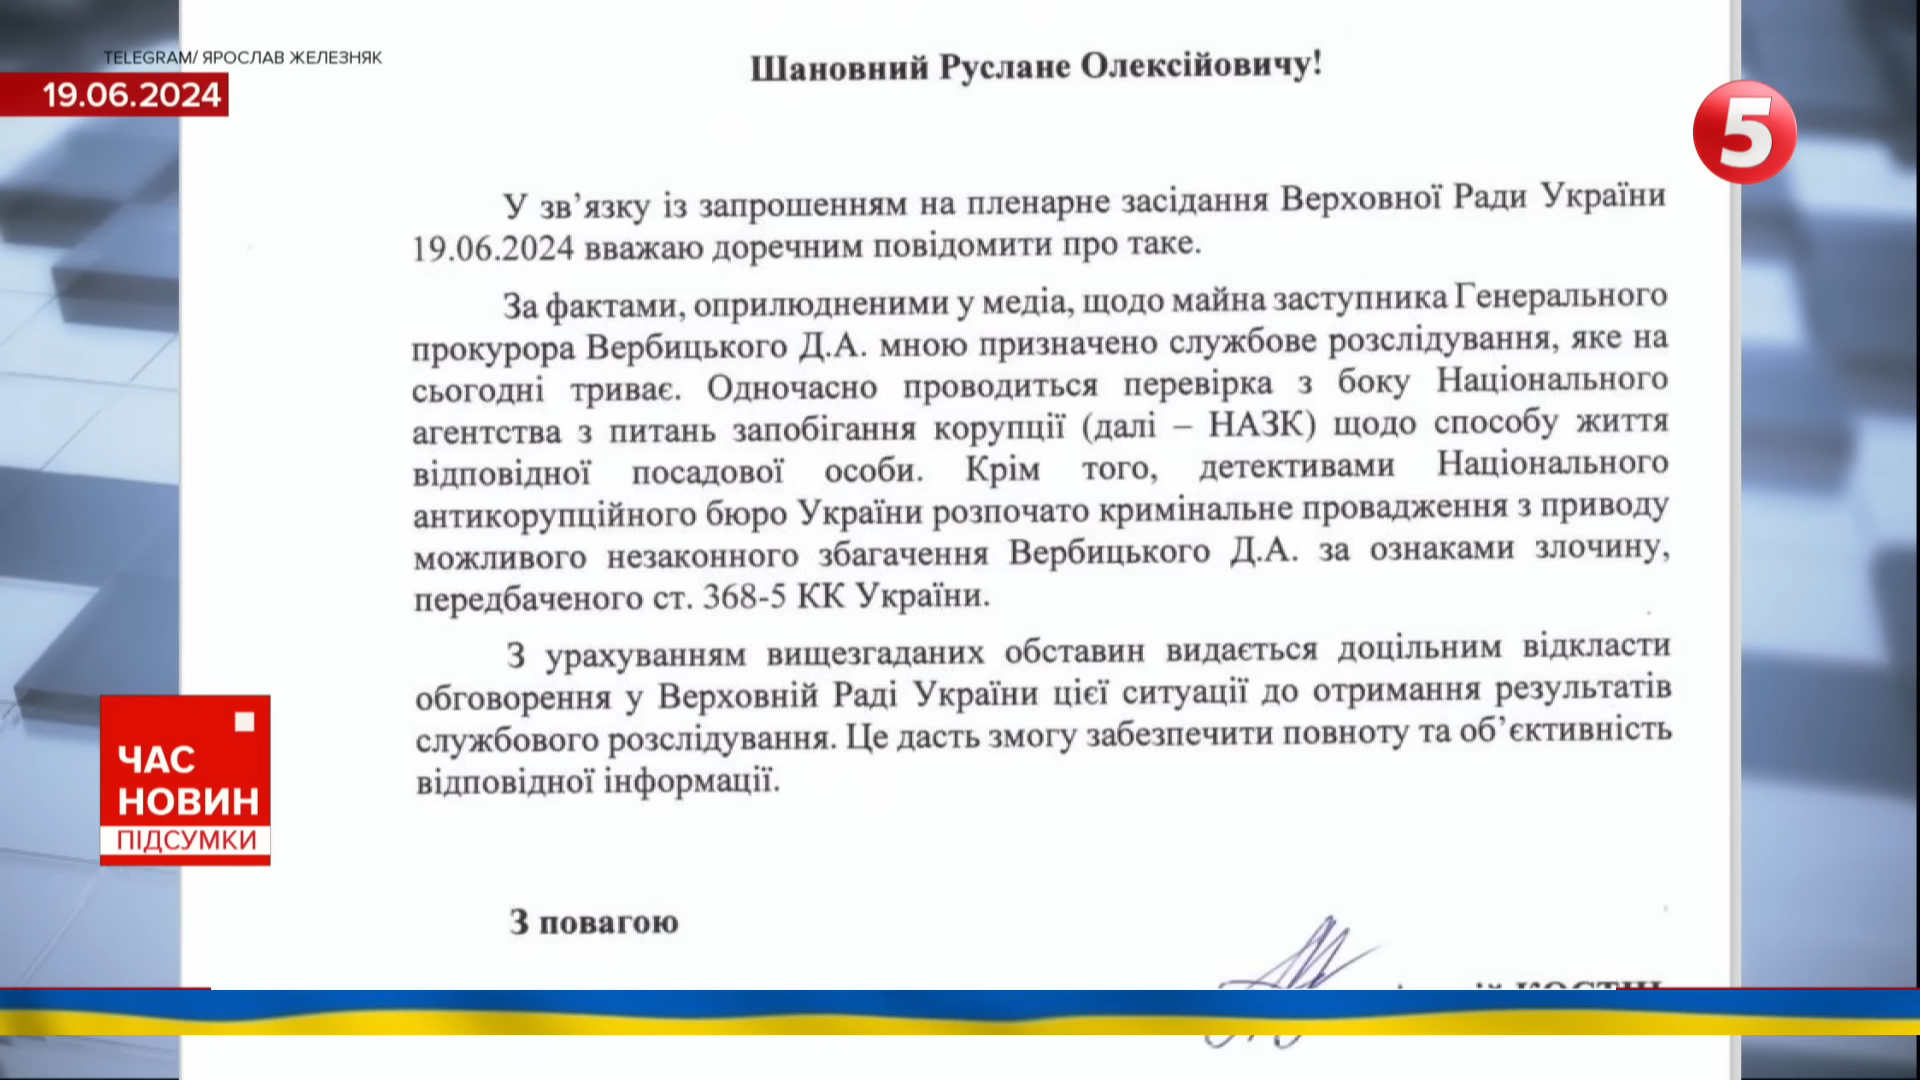 TELEGRAM/ ЯРОСЛАВ ЖЕЛЕЗНЯК
19.06.2024
5
Шановний Руслане Олексійовичу!
У зв’язку із запрошенням на пленарне засідання Верховної Ради України
19.06.2024 вважаю доречним повідомити про таке.
За фактами, оприлюдненими у медіа, щодо майна заступника Генерального
прокурора Вербицького Д.А. мною призначено службове розслідування, яке на
сьогодні триває. Одночасно проводиться перевірка з боку Національного
агентства з питань запобігання корупції (далі – НАЗК) щодо способу життя
відповідної посадової особи. Крім того, детективами Національного
антикорупційного бюро України розпочато кримінальне провадження з приводу
можливого незаконного збагачення Вербицького Д.А. за ознаками злочину,
передбаченого ст. 368-5 КК України.
З урахуванням вищезгаданих обставин видається доцільним відкласти
обговорення у Верховній Раді України цієї ситуації до отримання результатів
службового розслідування. Це дасть змогу забезпечити повноту та об’єктивність
відповідної інформації.
З повагою
ЧАС
НОВИН
ПІДСУМКИ